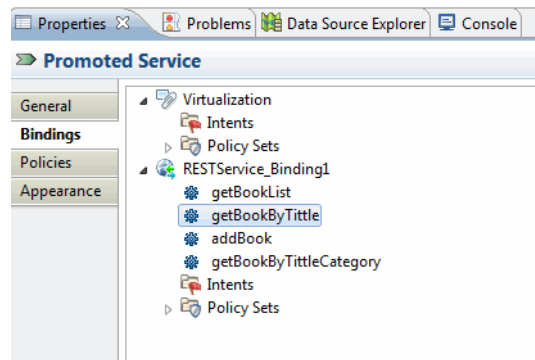 Properties Problems Data Source Explorer Console
Promoted Service
General
Bindings
Policies
Appearance
Virtualization
Intents
Policy Sets
RESTService_Binding1
getBookList
getBookByTittle
addBook
getBookByTittleCategory
Intents
Policy Sets